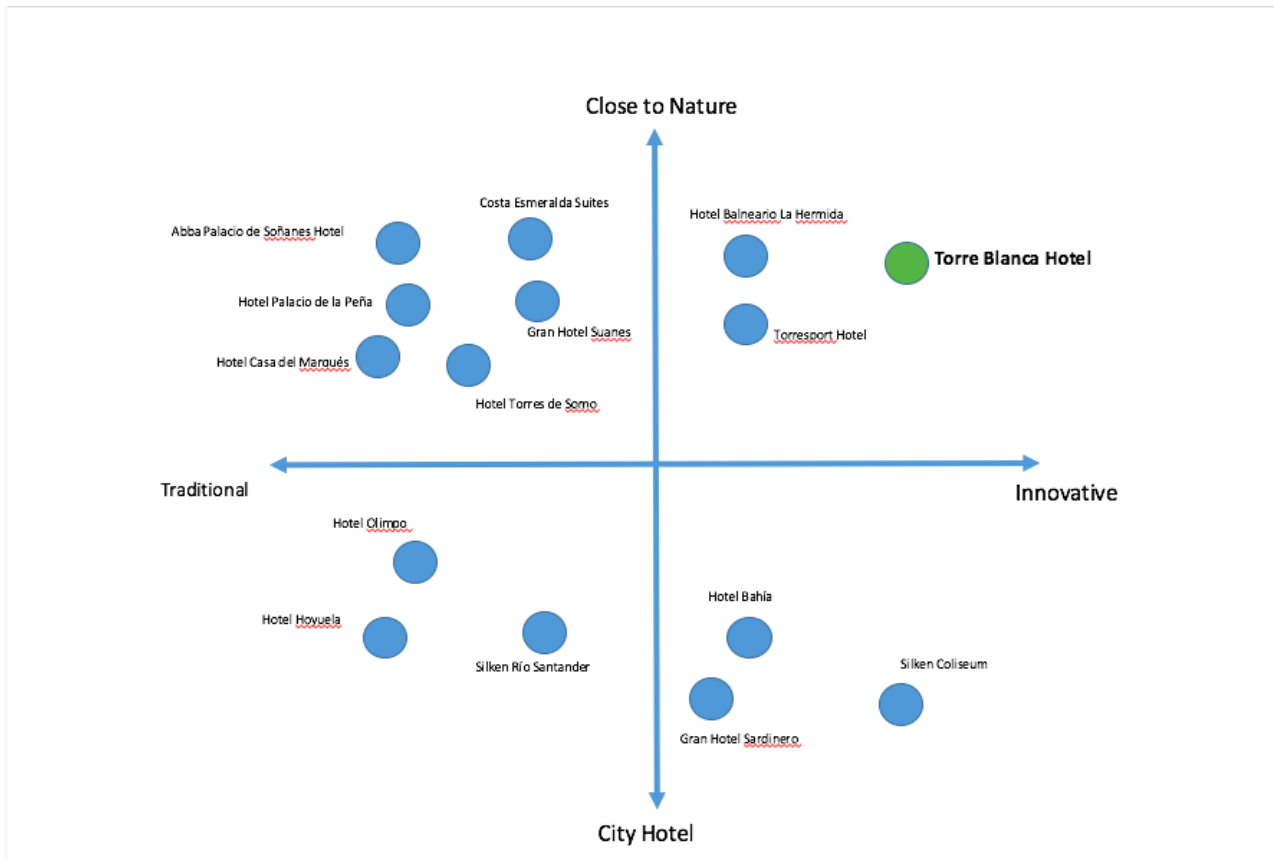 Close to Nature
Costa Esmeralda Suites
Hotel Balneario La Hermida
Abba Palacio de Soñanes Hotel
Torre Blanca Hotel
Hotel Palacio de la Peña
Gran Hotel Suanes
Torresport Hotel
Hotel Casa del Marqués
Hotel Torres de Somo
Traditional
Innovative
Hotel Olimpo
Hotel Bahía
Hotel Hoyuela
Silken Río Santander
Silken Coliseum
Gran Hotel Sardinero
City Hotel